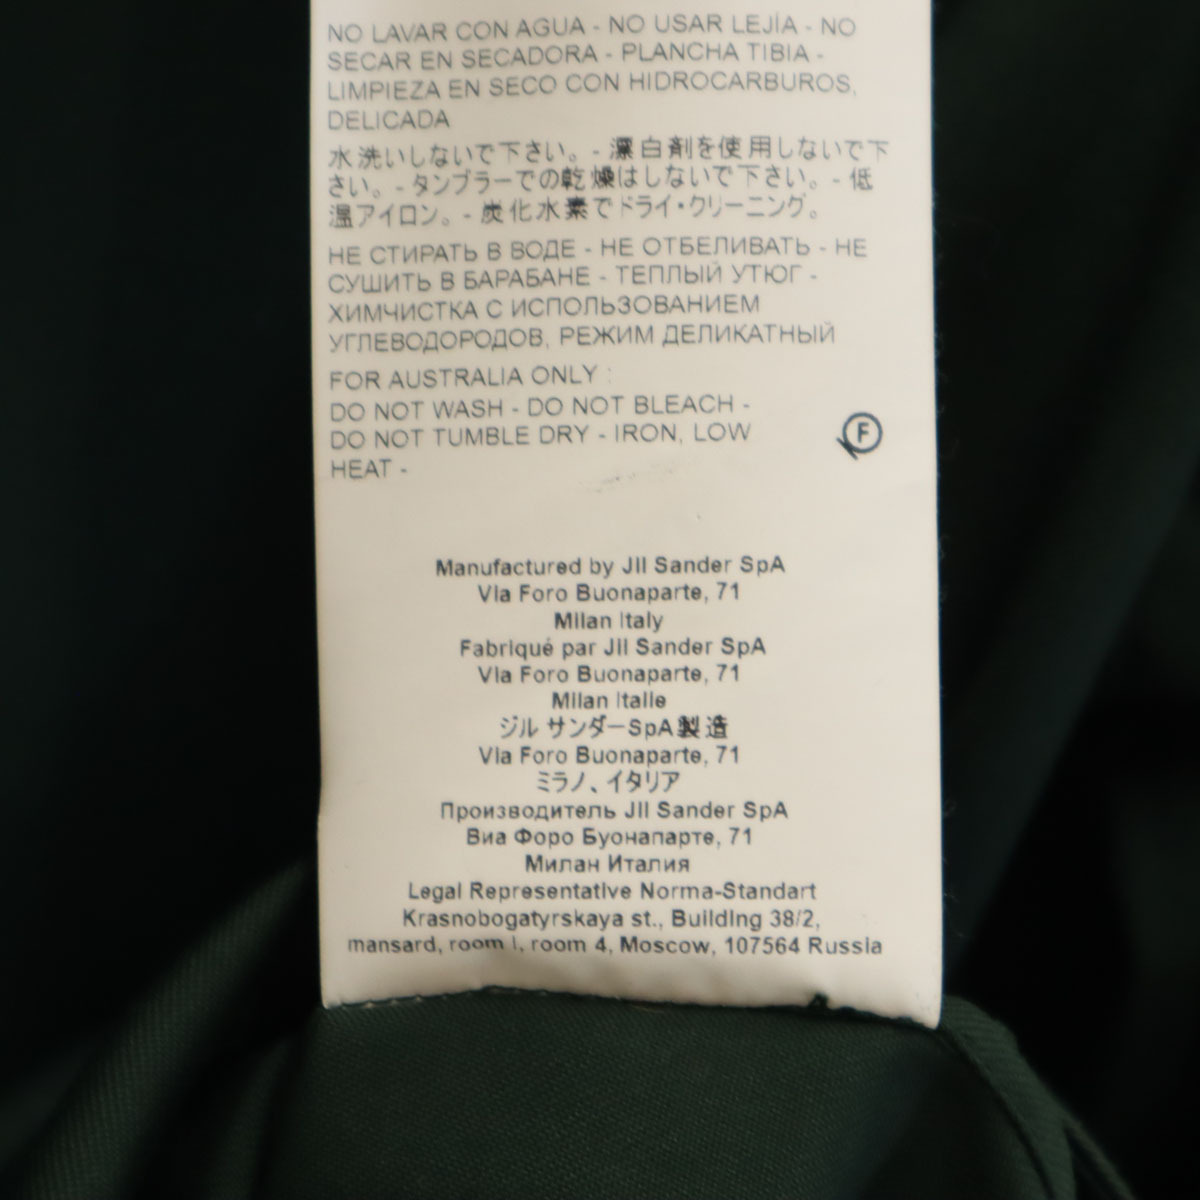 NO LAVAR CON AGUA - NO USAR LEJÍA - NO
SECAR EN SECADORA - PLANCHA TIBIA -
LIMPIEZA EN SECO CON HIDROCARBUROS,
DELICADA
水洗いしないで下さい。- 漂白剤を使用しないで下
さい。- タンブラーでの乾燥はしないで下さい。- 低
温アイロン。- 炭化水素でドライ・クリーニング。
НЕ СТИРАТЬ В ВОДЕ - НЕ ОТБЕЛИВАТЬ - НЕ
СУШИТЬ В БАРАБАНЕ - ТЕПЛЫЙ УТЮГ -
ХИМЧИСТКА С ИСПОЛЬЗОВАНИЕМ
УГЛЕВОДОРОДОВ, РЕЖИМ ДЕЛИКАТНЫЙ
FOR AUSTRALIA ONLY :
DO NOT WASH - DO NOT BLEACH -
DO NOT TUMBLE DRY - IRON, LOW
HEAT -
F
Manufactured by Jil Sander SpA
Via Foro Buonaparte, 71
Milan Italy
Fabriqué par Jil Sander SpA
Via Foro Buonaparte, 71
Milan Italie
ジル サンダーSpA製造
Via Foro Buonaparte, 71
ミラノ、イタリア
Производитель Jil Sander SpA
Виа Форо Буонапарте, 71
Милан Италия
Legal Representative Norma-Standart
Krasnobogatyrskaya st., Building 38/2,
mansard, room I, room 4, Moscow, 107564 Russia